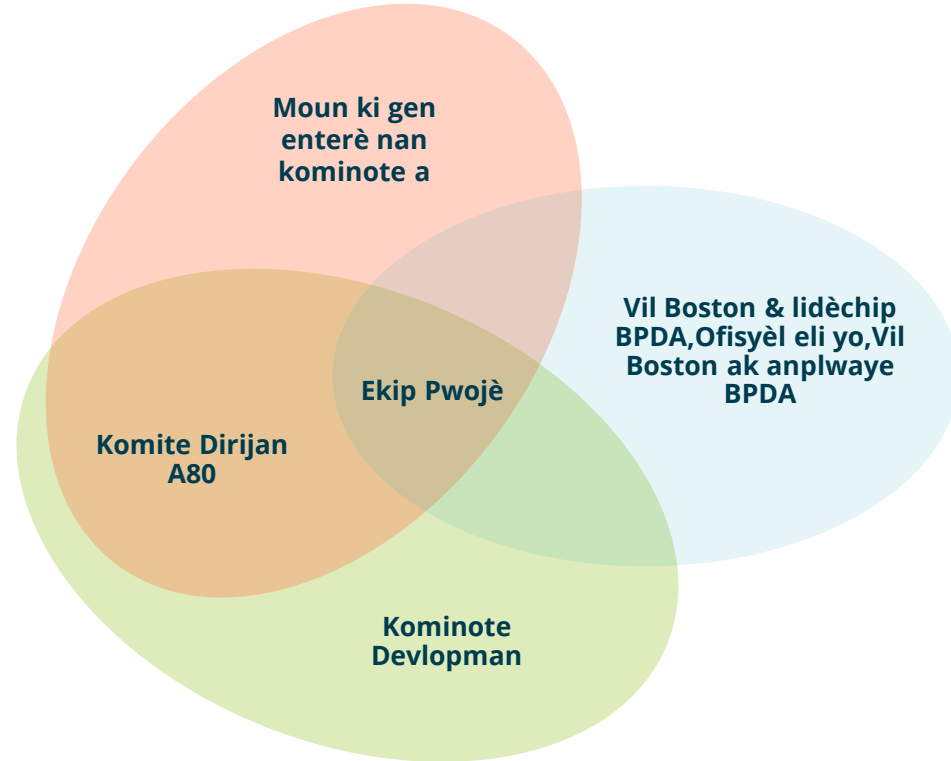 Moun ki gen
enterè nan
kominote a
Vil Boston & lidèchip
BPDA,Ofisyèl eli yo,Vil
Boston ak anplwaye
BPDA
Ekip Pwojè
Komite Dirijan
A80
Kominote
Devlopman